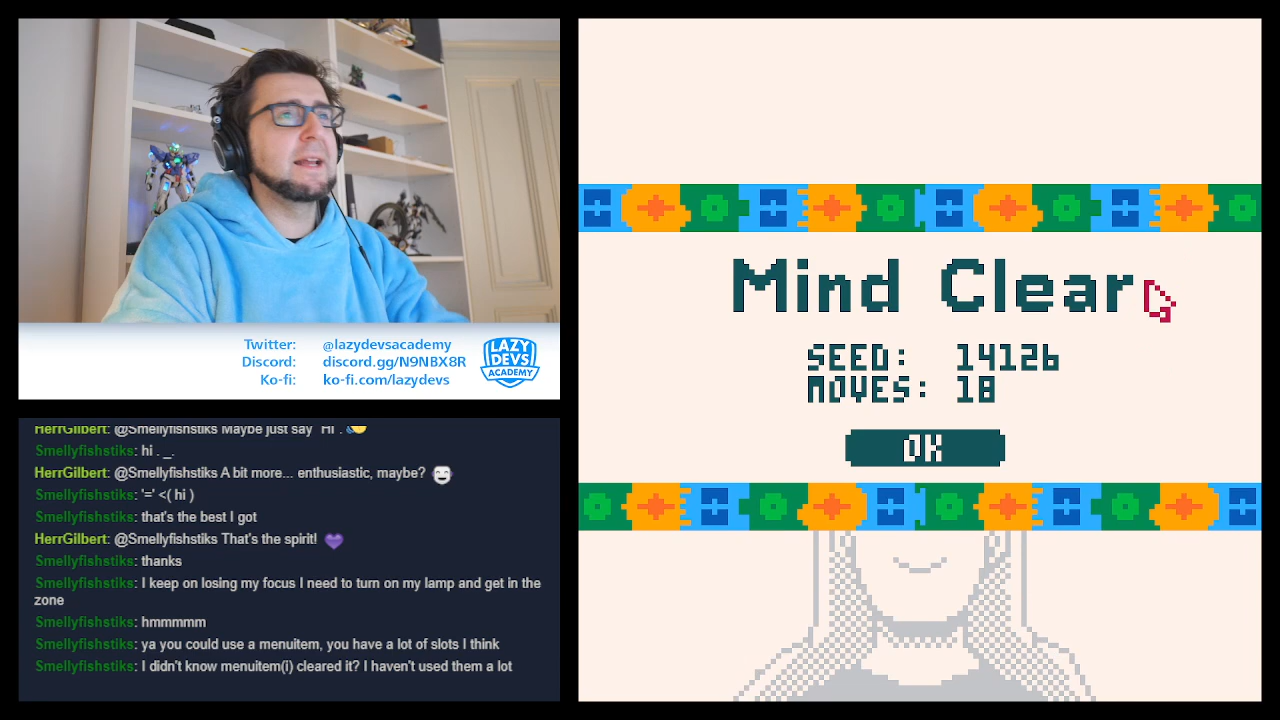 Twitter: @lazydevsacademy
Discord: discord.gg/N9NBX8R
Ko-fi: ko-fi.com/lazydevs
LAZY
DEVS
ACADEMY
HerrGilbert: @Smellyfishstiks Maybe just say "Hi".
Smellyfishstiks: hi . _.
HerrGilbert: @Smellyfishstiks A bit more... enthusiastic, maybe?
Smellyfishstiks: '=' <( hi )
Smellyfishstiks: that's the best I got
HerrGilbert: @Smellyfishstiks That's the spirit!
Smellyfishstiks: thanks
Smellyfishstiks: I keep on losing my focus I need to turn on my lamp and get in the
zone
Smellyfishstiks: hmmmmm
Smellyfishstiks: ya you could use a menuitem, you have a lot of slots I think
Smellyfishstiks: I didn't know menuitem(i) cleared it? I haven't used them a lot
Mind Clear
SEED: 14126
MOVES: 18
OK